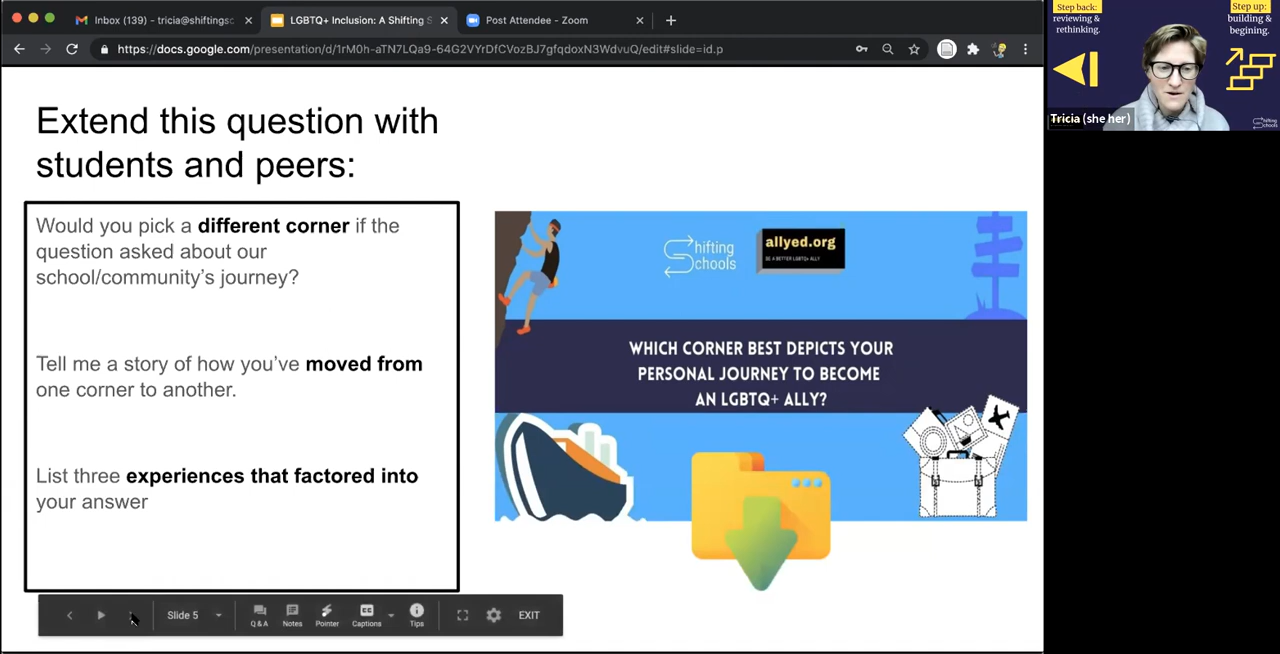 Inbox (139) - tricia@shiftingsc
LGBTQ+ Inclusion: A Shifting S
Post Attendee - Zoom
https://docs.google.com/presentation/d/1rM0h-aTN7LQa9-64G2VYrDfCVozBJ7gfqdoxN3WdvuQ/edit#slide=id.p
Extend this question with
students and peers:
Would you pick a different corner if the
question asked about our
school/community's journey?
Tell me a story of how you've moved from
one corner to another.
List three experiences that factored into
your answer
Shifting
Schools
allyed.org
BE A BETTER LGBTQ+ ALLY
WHICH CORNER BEST DEPICTS YOUR
PERSONAL JOURNEY TO BECOME
AN LGBTQ+ ALLY?
Slide 5
Q&A
Notes
Pointer
Captions
Tips
EXIT
Step back:
reviewing &
rethinking.
Step up:
building &
begining.
Tricia (she her)
Shifting
Schools